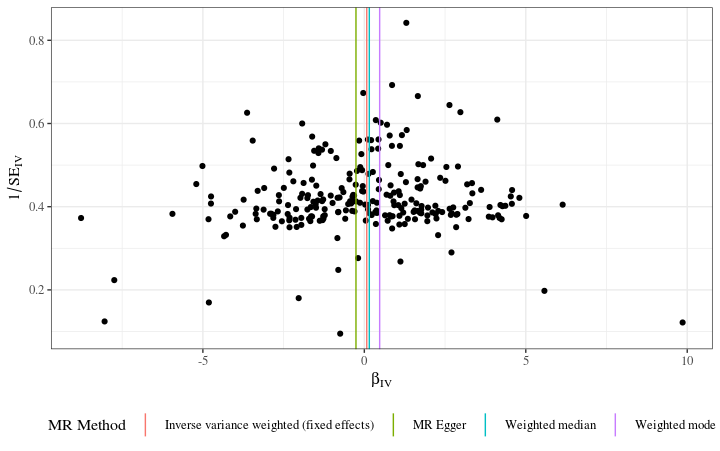 0.8
0.6
0.4
0.2
1/SE_IV
-5 0 5 10
β_IV
MR Method Inverse variance weighted (fixed effects) MR Egger Weighted median Weighted mode